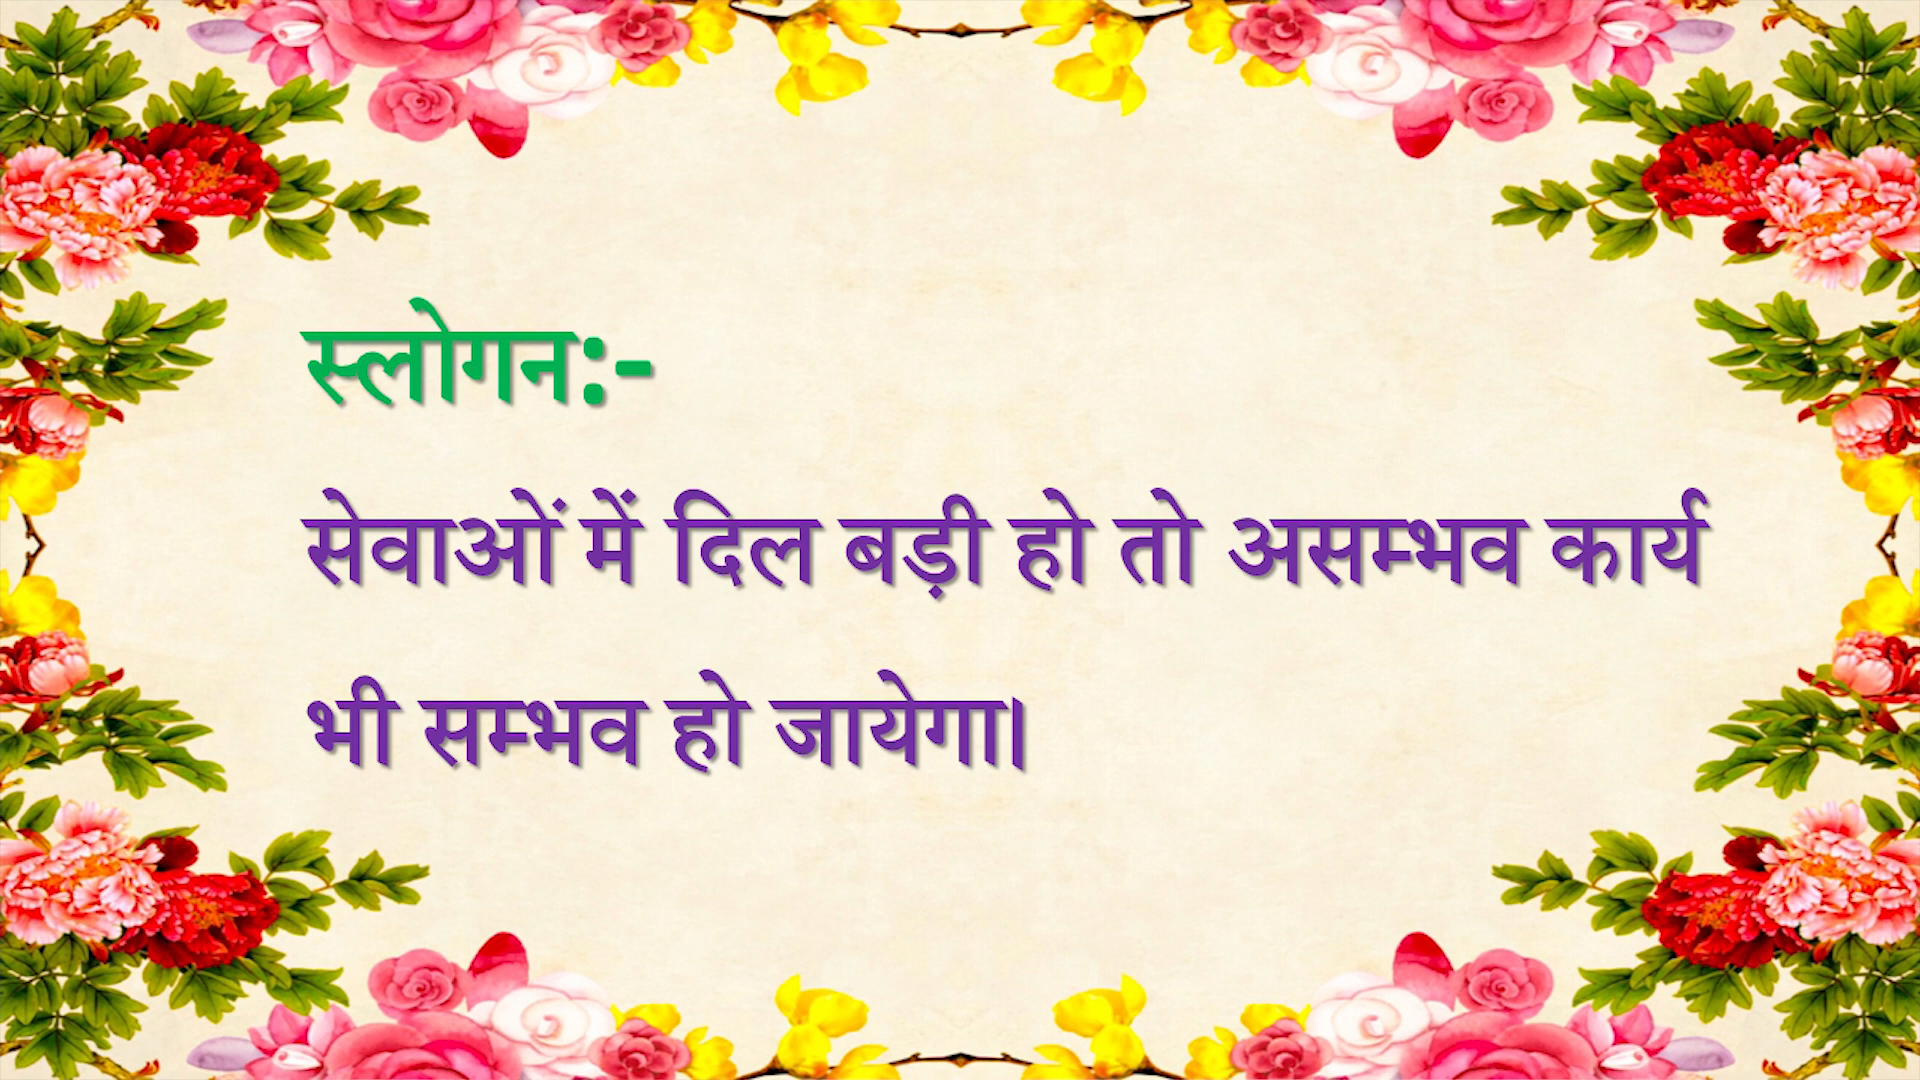 स्लोगन:-
सेवाओं में दिल बड़ी हो तो असम्भव कार्य
भी सम्भव हो जायेगा।